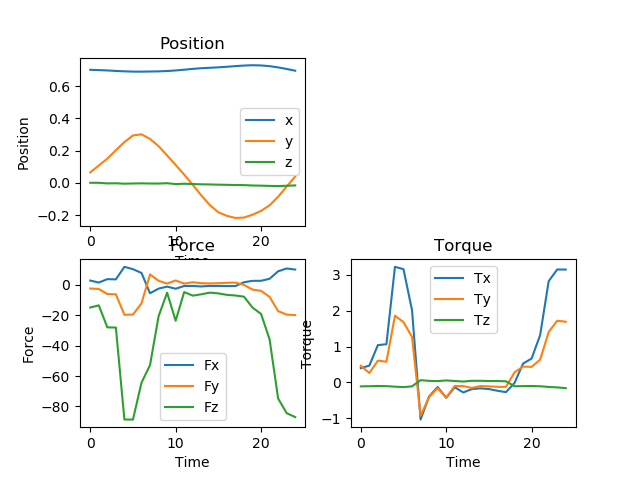 Position
Position
0.6
0.4
0.2
0.0
−0.2
x
y
z
0 10 20
Time
Force
Force
0
−20
−40
−60
−80
Fx
Fy
Fz
0 10 20
Time
Torque
Torque
3
2
1
0
−1
Tx
Ty
Tz
0 10 20
Time